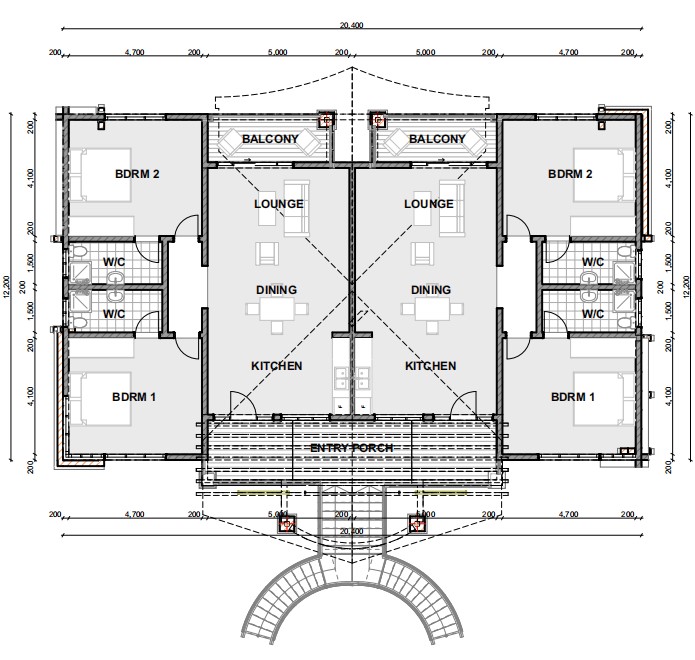 20,400
200 4,700 200 5,000 200 5,000 200 4,700 200
BALCONY BALCONY
BDRM 2 BDRM 2
LOUNGE LOUNGE
W/C W/C
DINING DINING
W/C W/C
KITCHEN KITCHEN
BDRM 1 BDRM 1
ENTRY PORCH
200 4,700 200 5,000 200 5,000 200 4,700 200
20,400
12,200
200 4,100 200 1,500 1,500 200 4,100 200
200 4,100 200 1,500 1,500 200 4,100 200
12,200